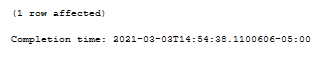 (1 row affected)
Completion time: 2021-03-03T14:54:38.1100606-05:00